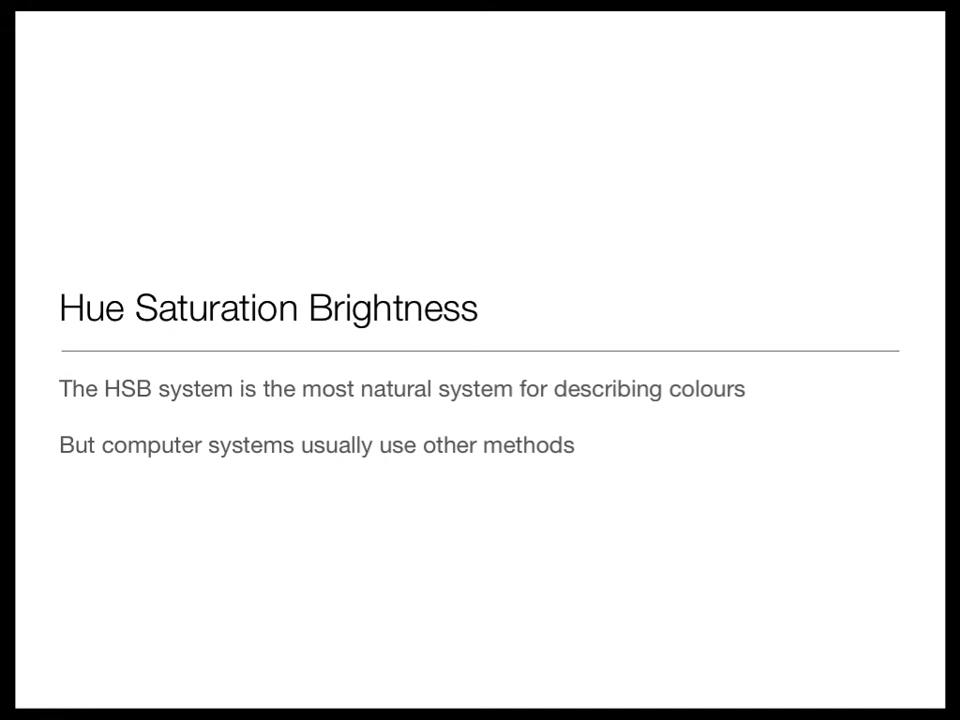 Hue Saturation Brightness
The HSB system is the most natural system for describing colours
But computer systems usually use other methods